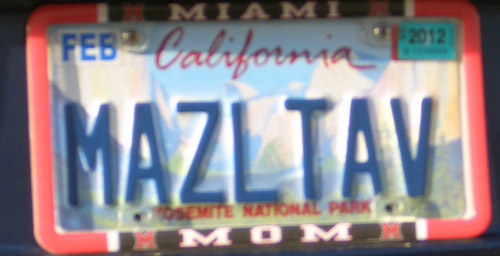 MIAMI
FEB California 2012
MAZLTAV
YOSEMITE NATIONAL PARK
M MOM M